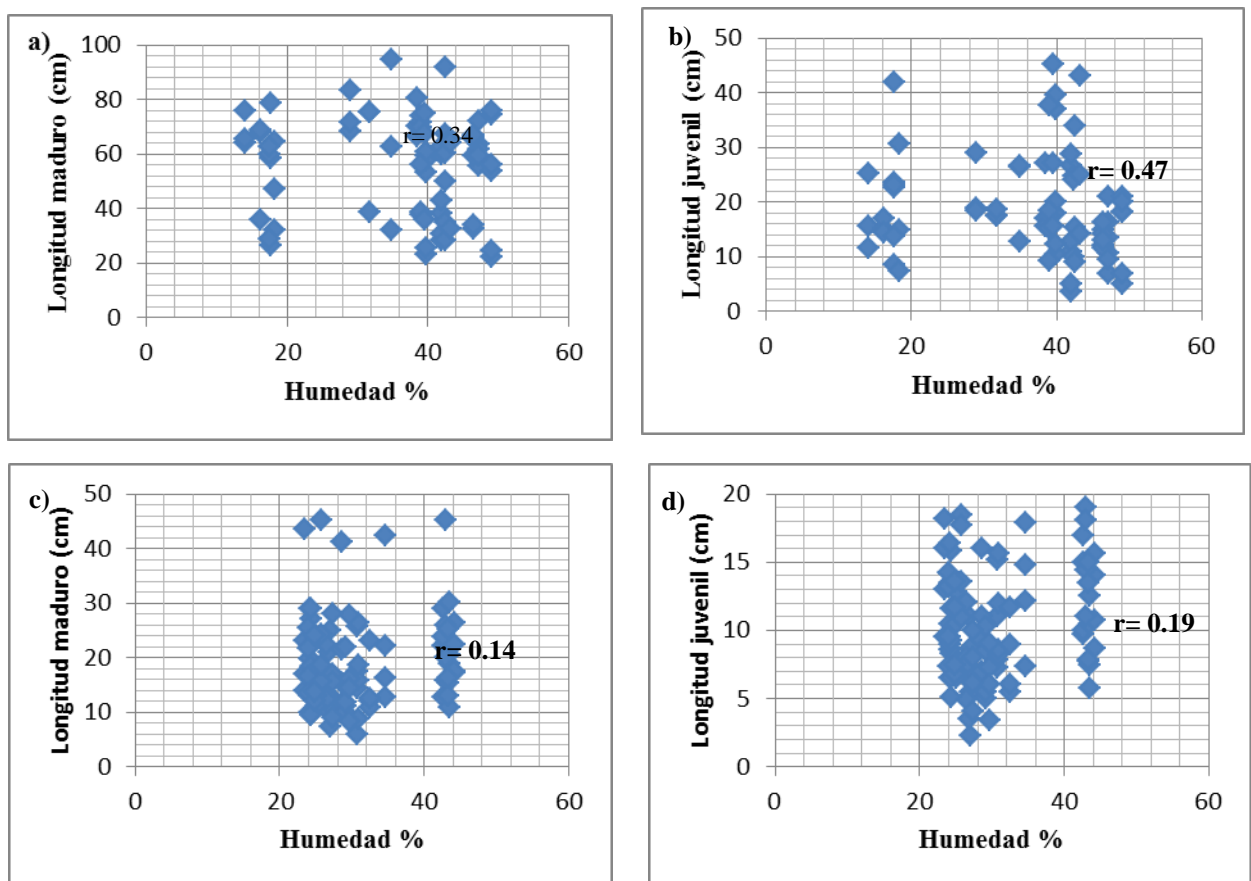 a)
Longitud maduro (cm)
100
80
60
40
20
0
r= 0.34
0 20 40 60
Humedad %
b)
Longitud juvenil (cm)
50
40
30
20
10
0
r= 0.47
0 20 40 60
Humedad %
c)
Longitud maduro (cm)
50
40
30
20
10
0
r= 0.14
0 20 40 60
Humedad %
d)
Longitud juvenil (cm)
20
15
10
5
0
r= 0.19
0 20 40 60
Humedad %